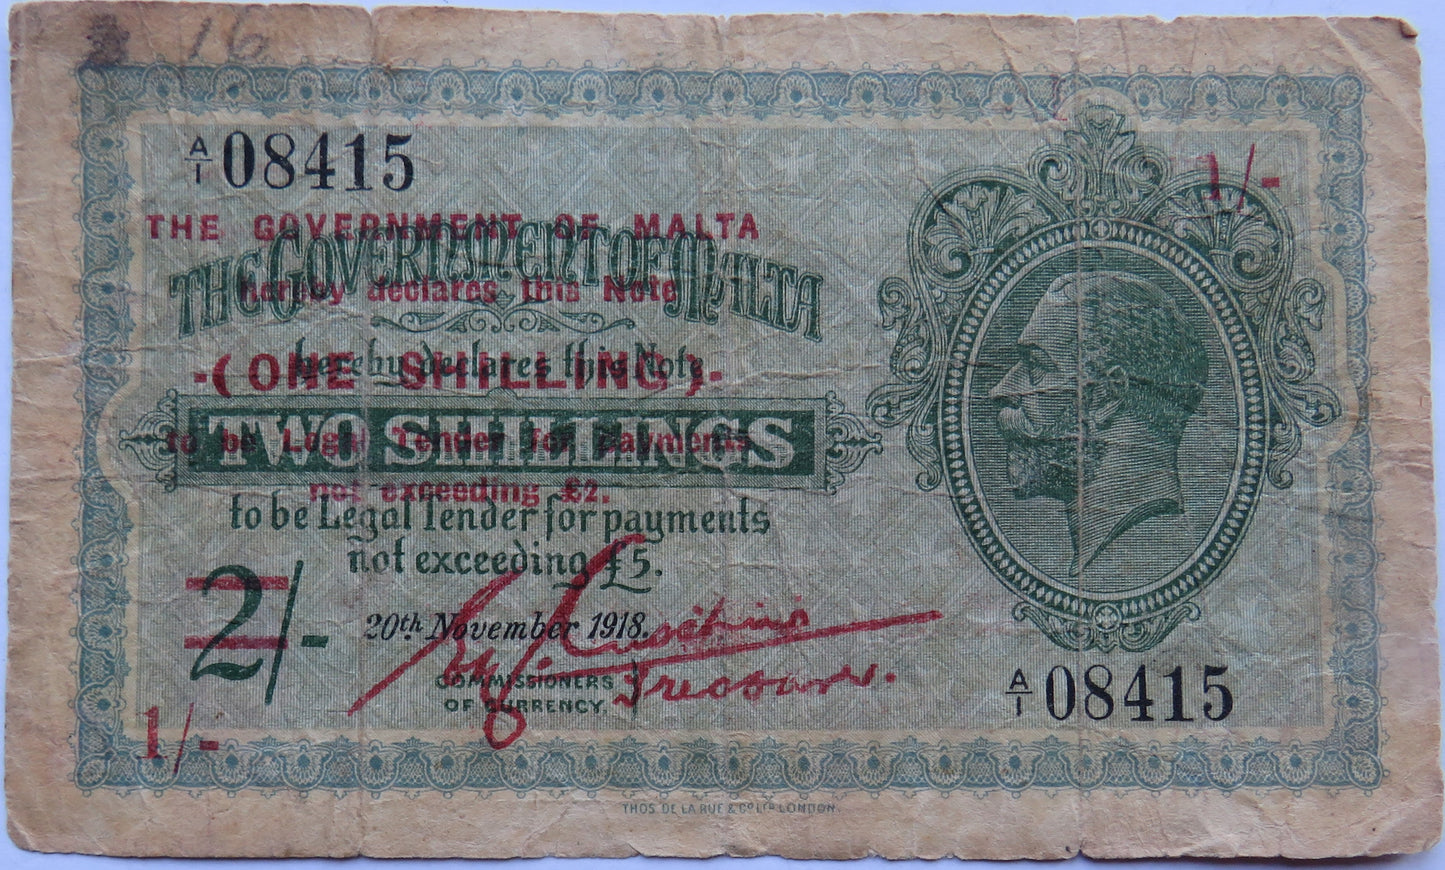 16
A/1 08415
1/-
THE GOVERNMENT OF MALTA
THE GOVERNMENT OF MALTA
hereby declares this Note
-(ONE SHILLING)-
hereby declares this Note
TWO SHILLINGS
to be Legal Tender for payments
not exceeding £2.
to be Legal Tender for payments
not exceeding £5.
2/-
20th November 1918.
Treasurer.
COMMISSIONERS
OF CURRENCY.
A/1 08415
1/-
THOS. DE LA RUE & Co. LTD. LONDON.